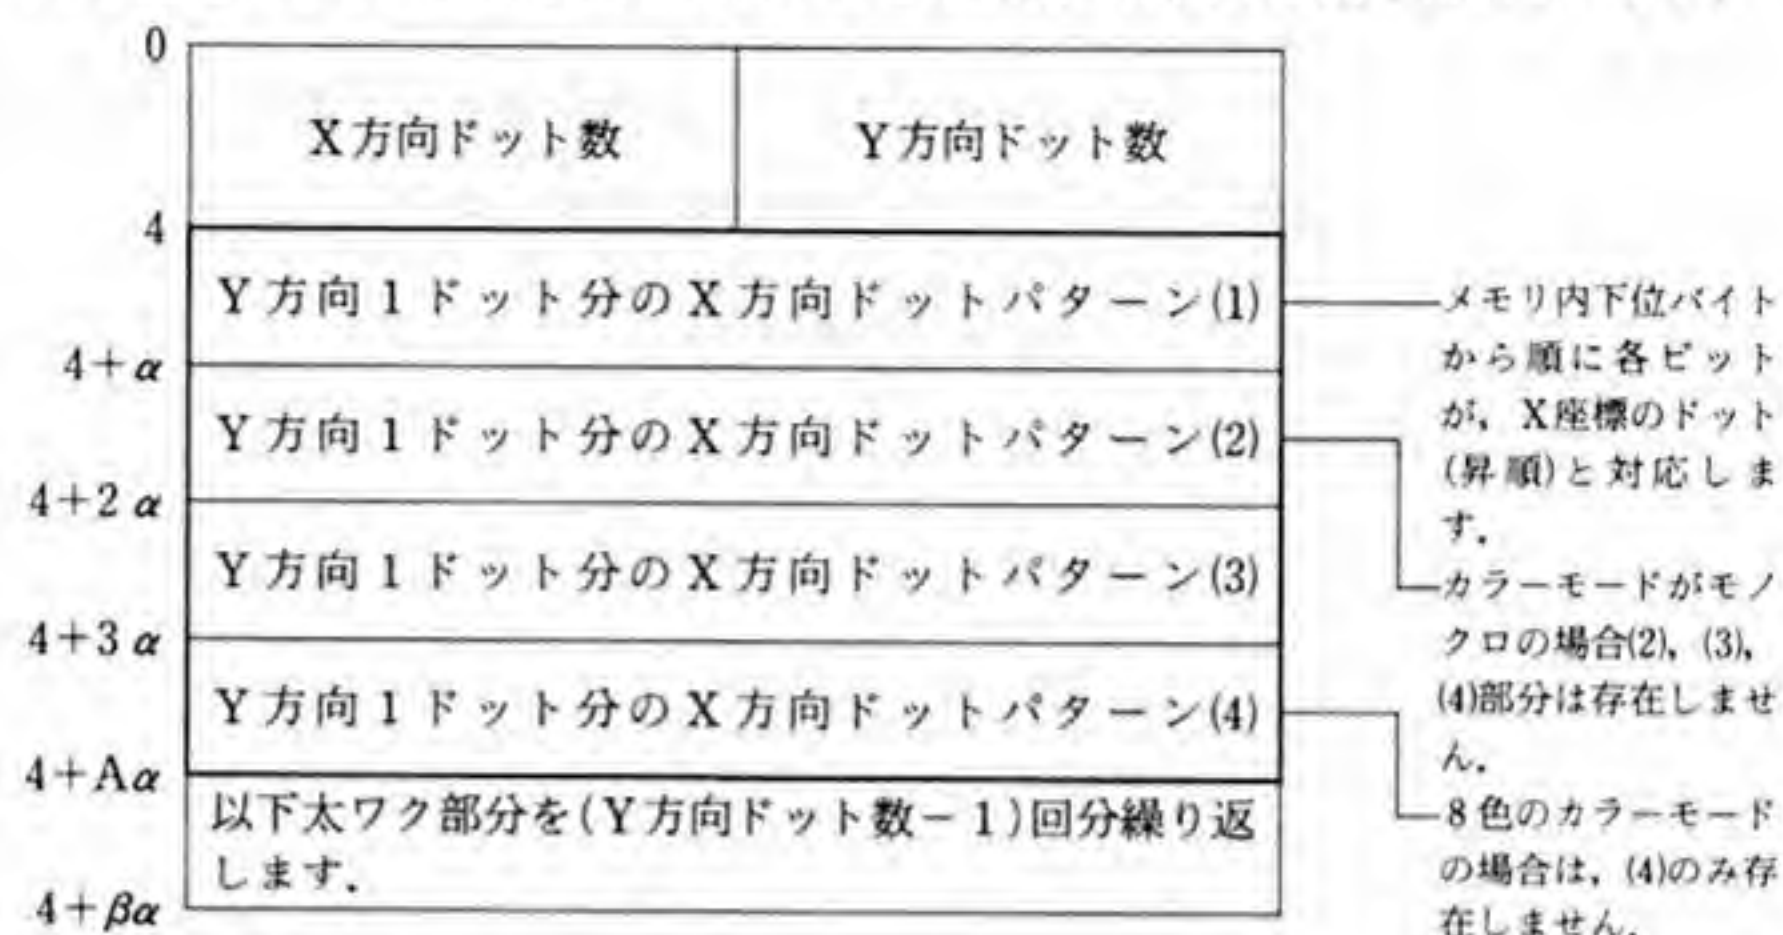 0
X方向ドット数
Y方向ドット数
4
Y方向1ドット分のX方向ドットパターン(1)
4+α
Y方向1ドット分のX方向ドットパターン(2)
4+2α
Y方向1ドット分のX方向ドットパターン(3)
4+3α
Y方向1ドット分のX方向ドットパターン(4)
4+Aα
以下太ワク部分を(Y方向ドット数－1)回分繰り返
します．
4+βα
メモリ内下位バイト
から順に各ビット
が，X座標のドット
(昇順)と対応しま
す．
カラーモードがモノ
クロの場合(2)，(3)，
(4)部分は存在しませ
ん．
8色のカラーモード
の場合は，(4)のみ存
在しません．